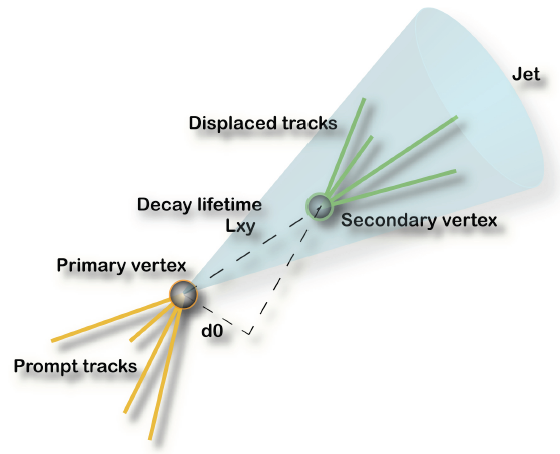 Jet
Displaced tracks
Decay lifetime
Lxy
Secondary vertex
Primary vertex
d0
Prompt tracks